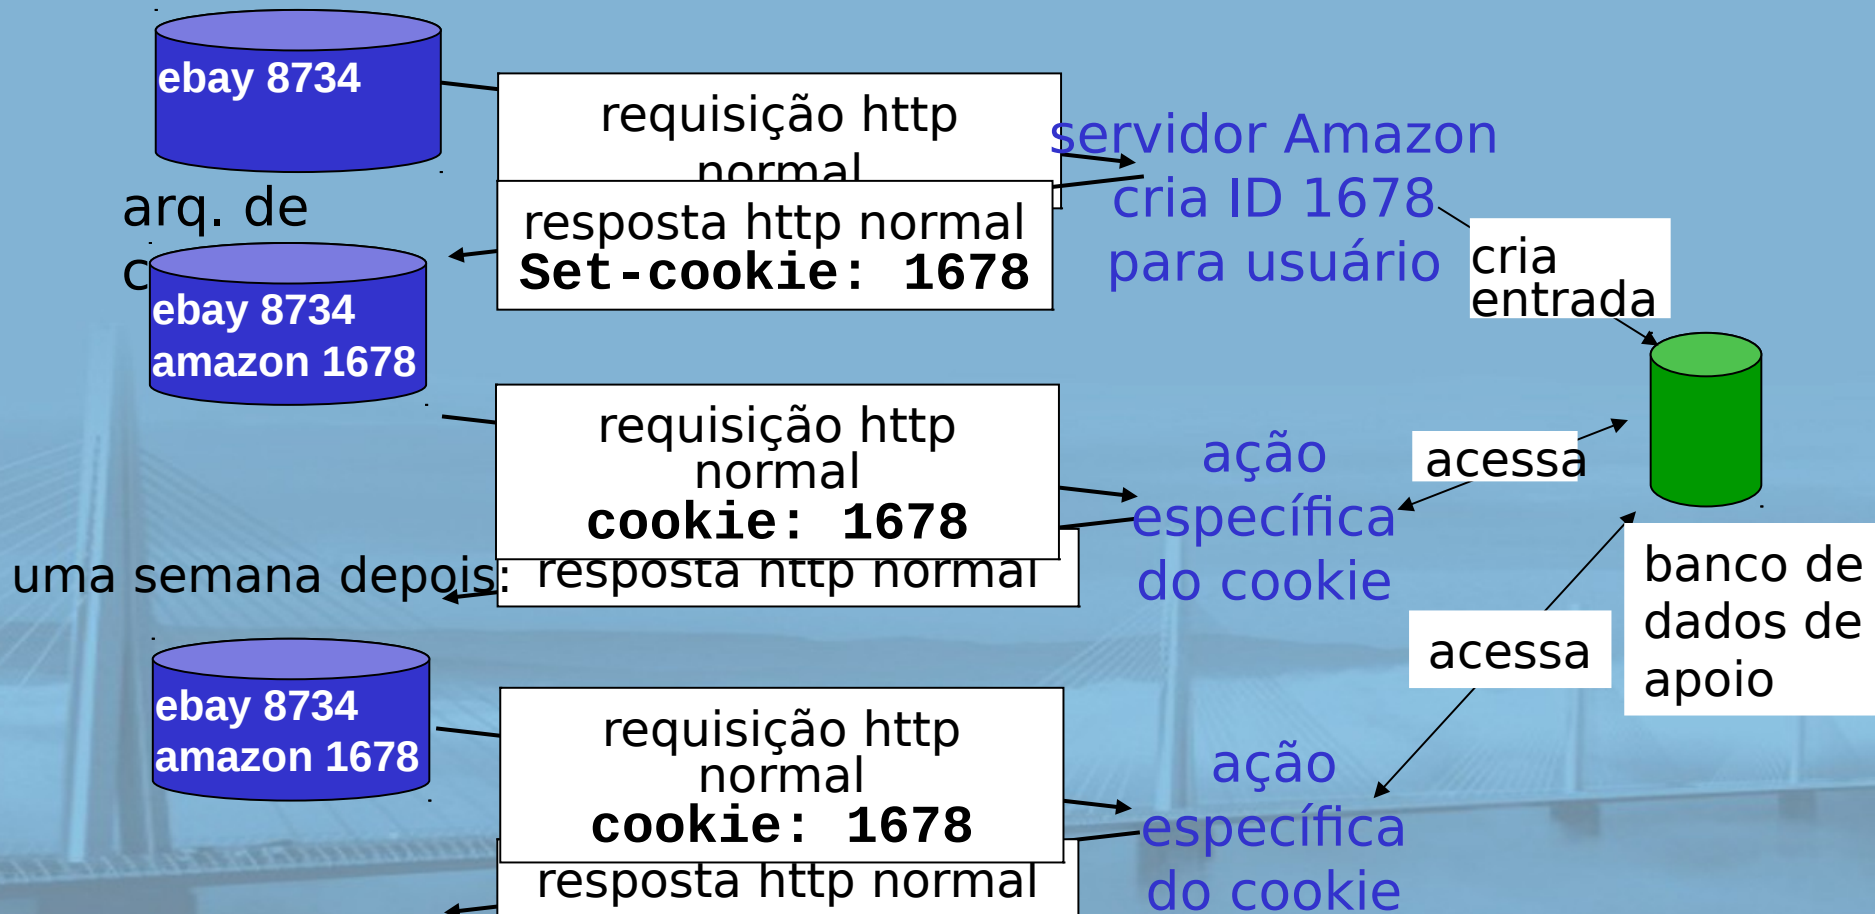 ebay 8734
requisição http
normal
servidor Amazon
cria ID 1678
para usuário
arq. de
resposta http normal
Set-cookie: 1678
cria
entrada
ebay 8734
amazon 1678
requisição http
normal
cookie: 1678
ação
específica
do cookie
acessa
uma semana depois:
resposta http normal
banco de
dados de
apoio
acessa
ebay 8734
amazon 1678
requisição http
normal
cookie: 1678
ação
específica
do cookie
resposta http normal